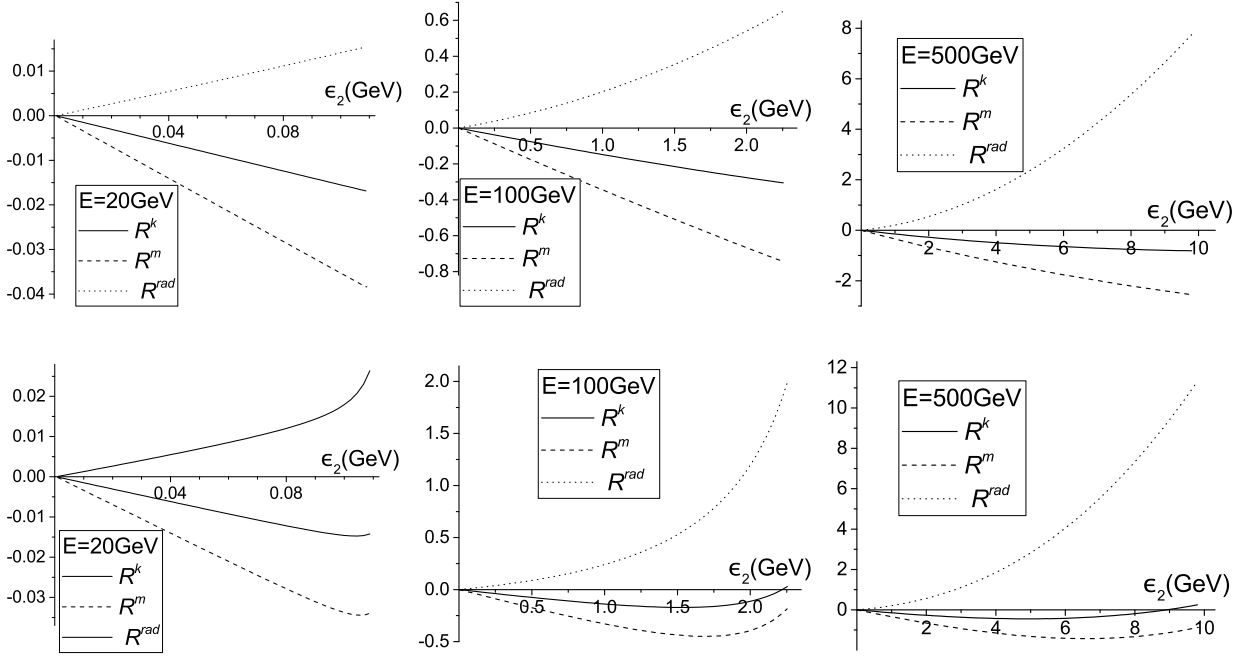 0.01
0.00
-0.01
-0.02
-0.03
-0.04
0.04
0.08
ϵ₂(GeV)
E=20GeV
R^k
R^m
R^rad
0.6
0.4
0.2
0.0
-0.2
-0.4
-0.6
-0.8
0.5
1.0
1.5
2.0
ϵ₂(GeV)
E=100GeV
R^k
R^m
R^rad
8
6
4
2
0
-2
2
4
6
8
10
ϵ₂(GeV)
E=500GeV
R^k
R^m
R^rad
0.02
0.01
0.00
-0.01
-0.02
-0.03
0.04
0.08
ϵ₂(GeV)
E=20GeV
R^k
R^m
R^rad
2.0
1.5
1.0
0.5
0.0
-0.5
0.5
1.0
1.5
2.0
ϵ₂(GeV)
E=100GeV
R^k
R^m
R^rad
12
10
8
6
4
2
0
-2
2
4
6
8
10
ϵ₂(GeV)
E=500GeV
R^k
R^m
R^rad